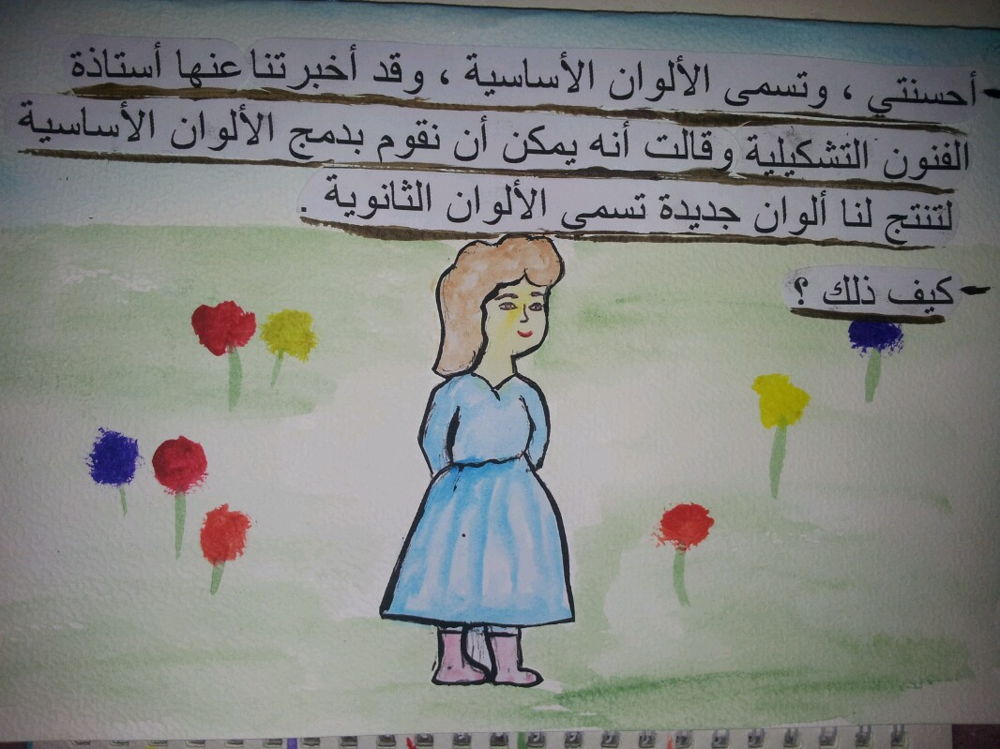 - أحسنتي ، وتسمى الألوان الأساسية ، وقد أخبرتنا عنها أستاذة
الفنون التشكيلية وقالت أنه يمكن أن نقوم بدمج الألوان الأساسية
لتنتج لنا ألوان جديدة تسمى الألوان الثانوية .
- كيف ذلك ؟